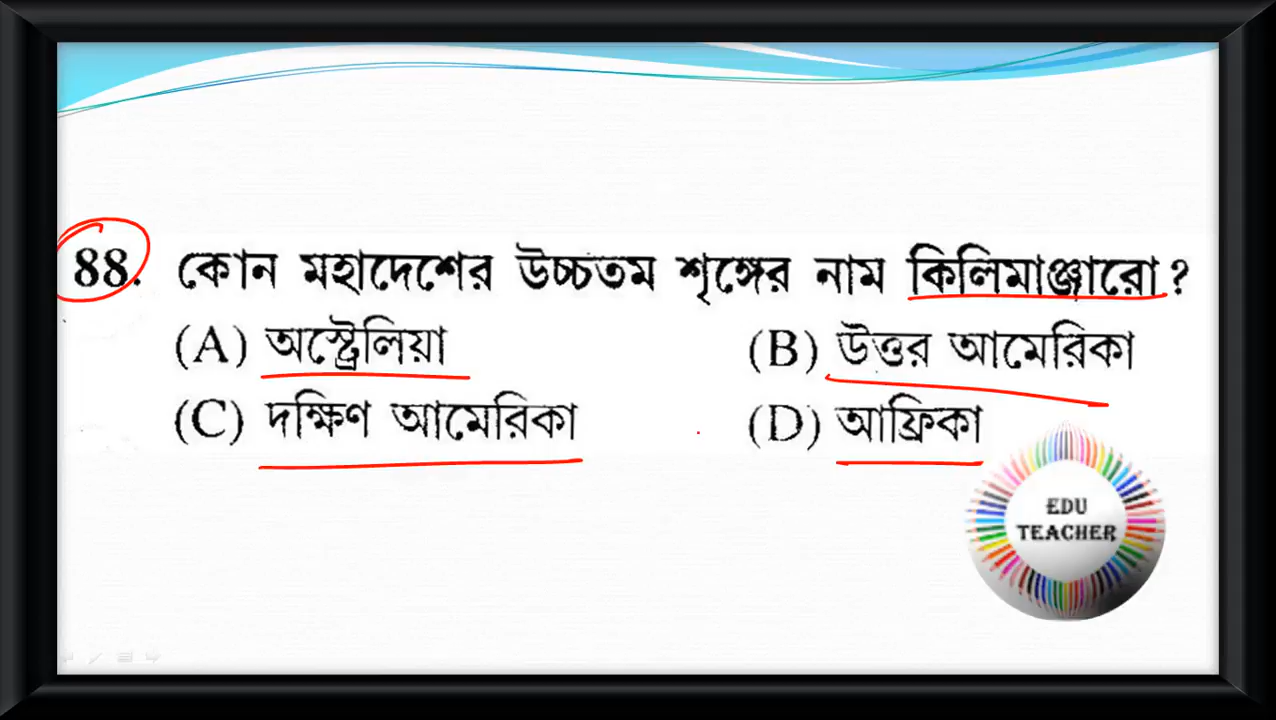 88. কোন মহাদেশের উচ্চতম শৃঙ্গের নাম কিলিমাঞ্জারো?
(A) অস্ট্রেলিয়া (B) উত্তর আমেরিকা
(C) দক্ষিণ আমেরিকা (D) আফ্রিকা
EDU
TEACHER